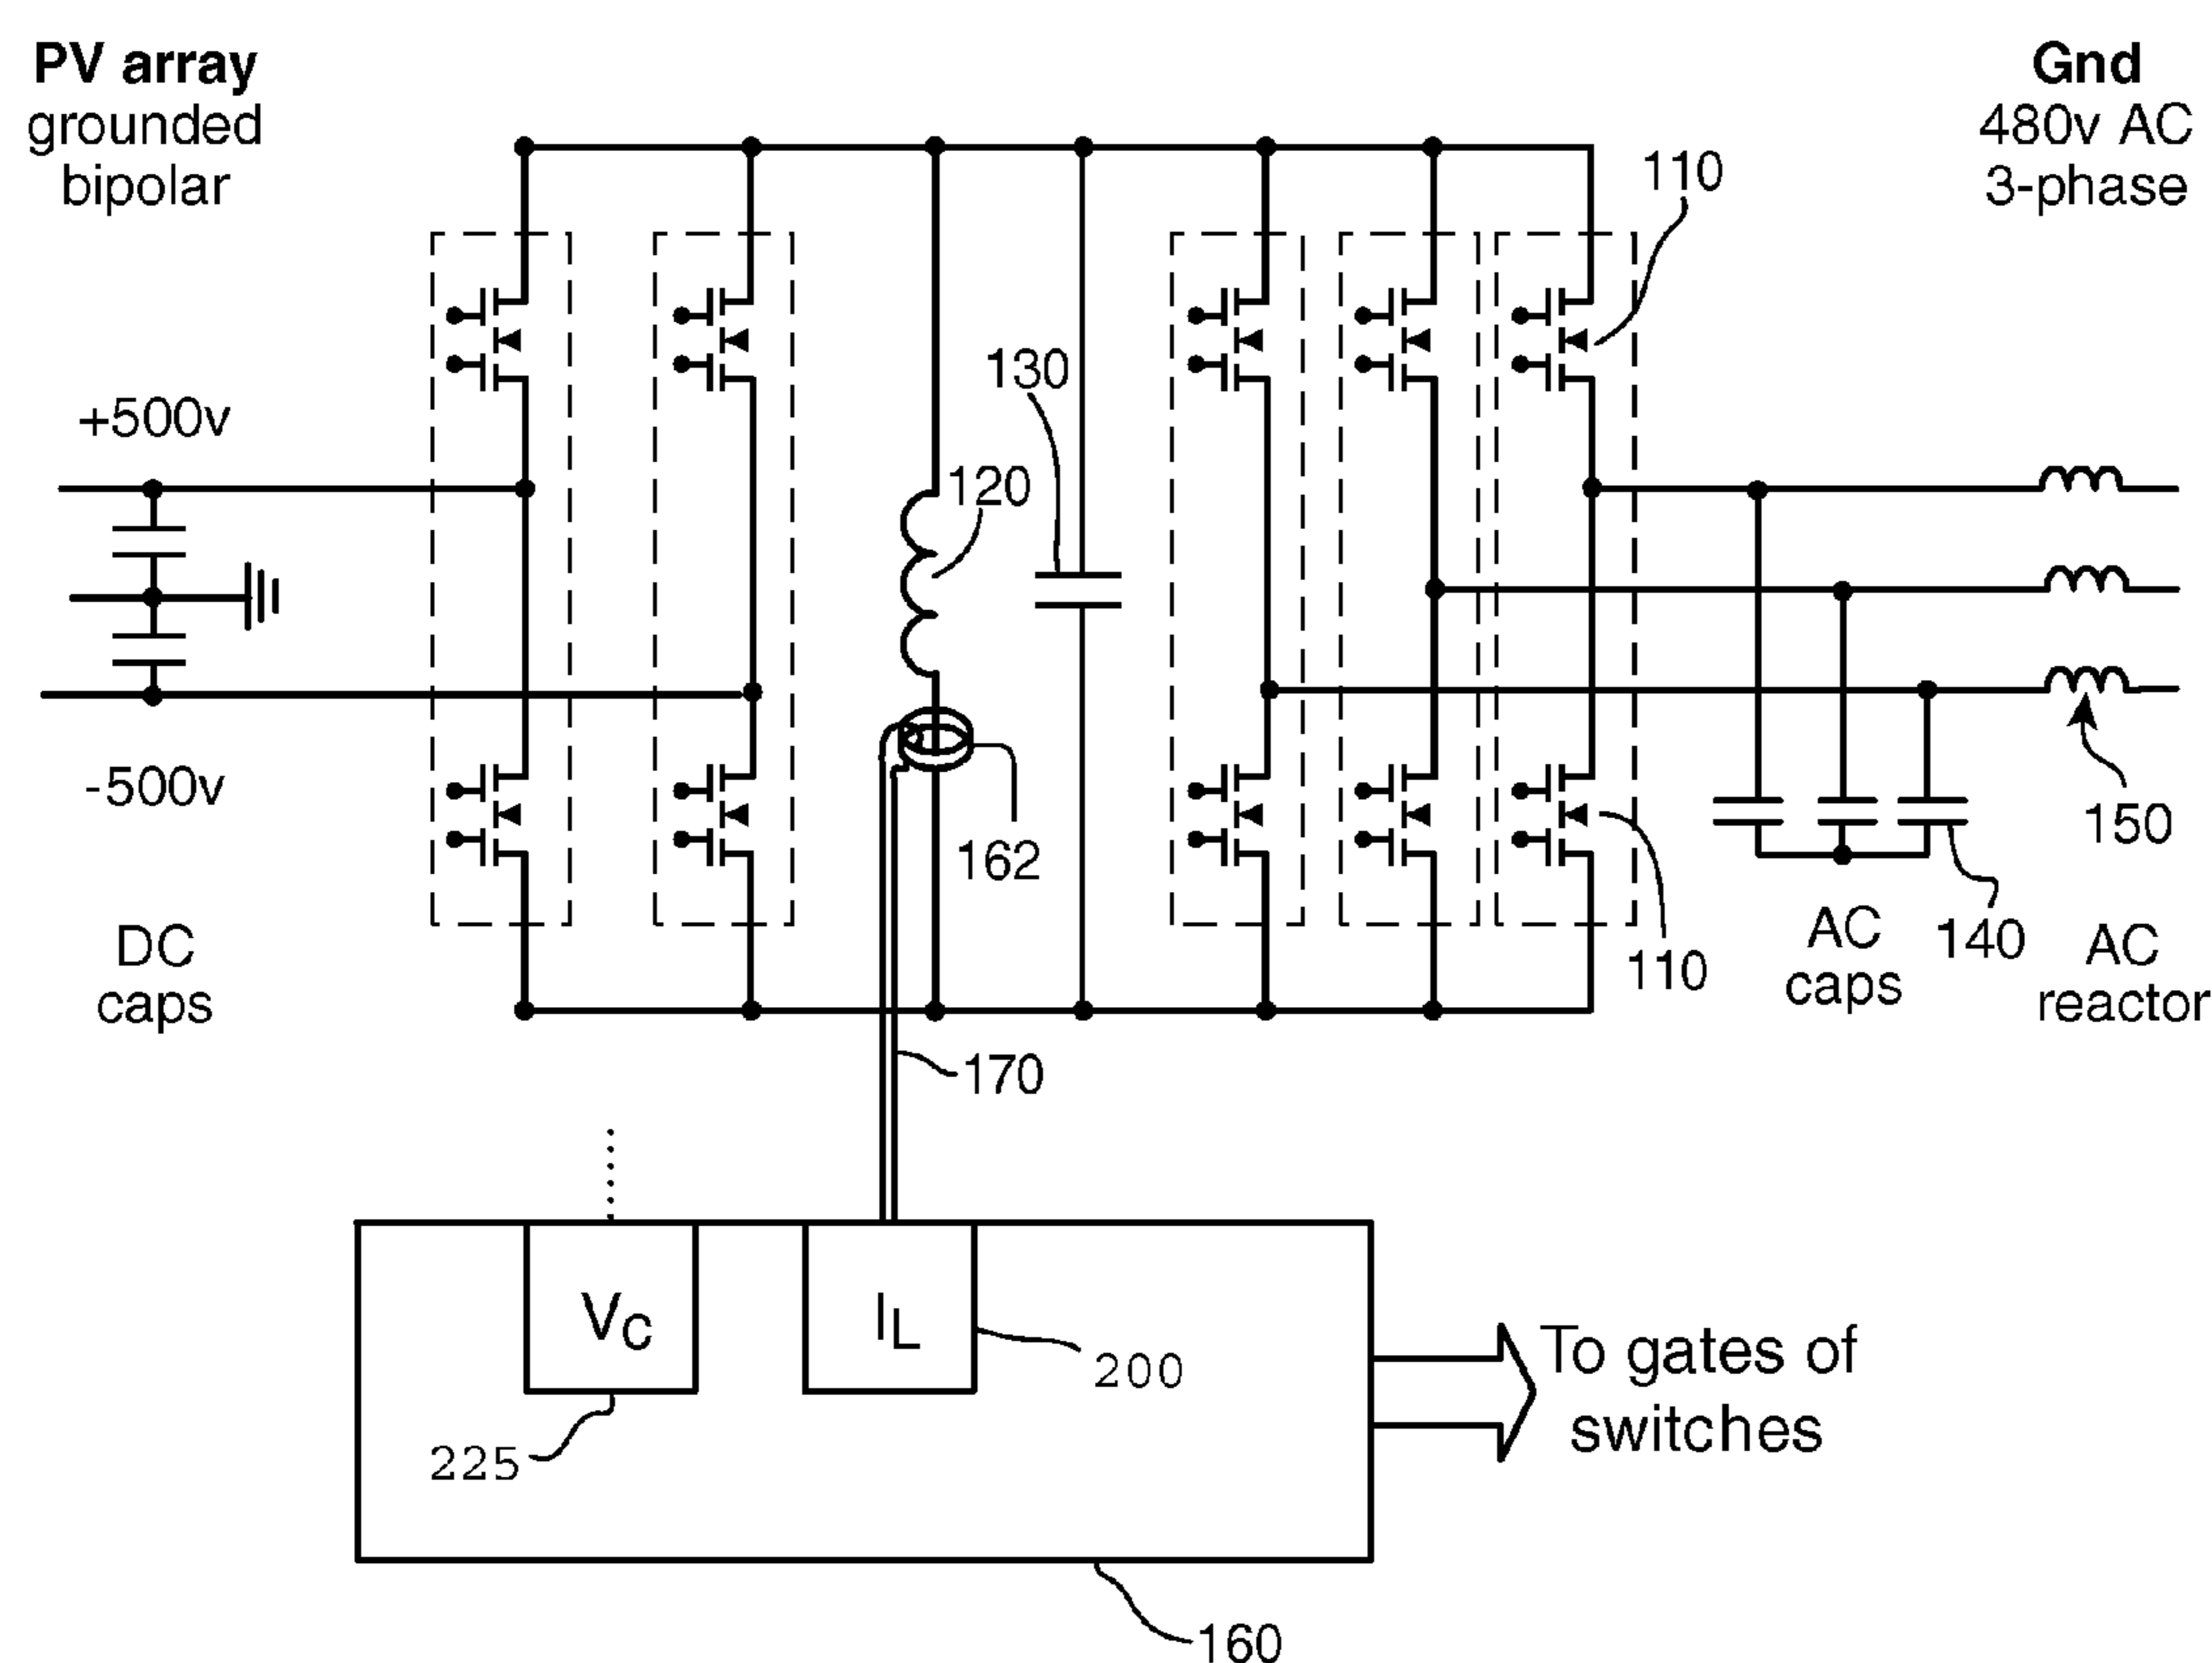 PV array
grounded
bipolar
Gnd
480v AC
3-phase
110
+500v
130
120
-500v
162
150
DC
caps
110
AC
caps
140
AC
reactor
170
VC
IL
200
225
To gates of
switches
160